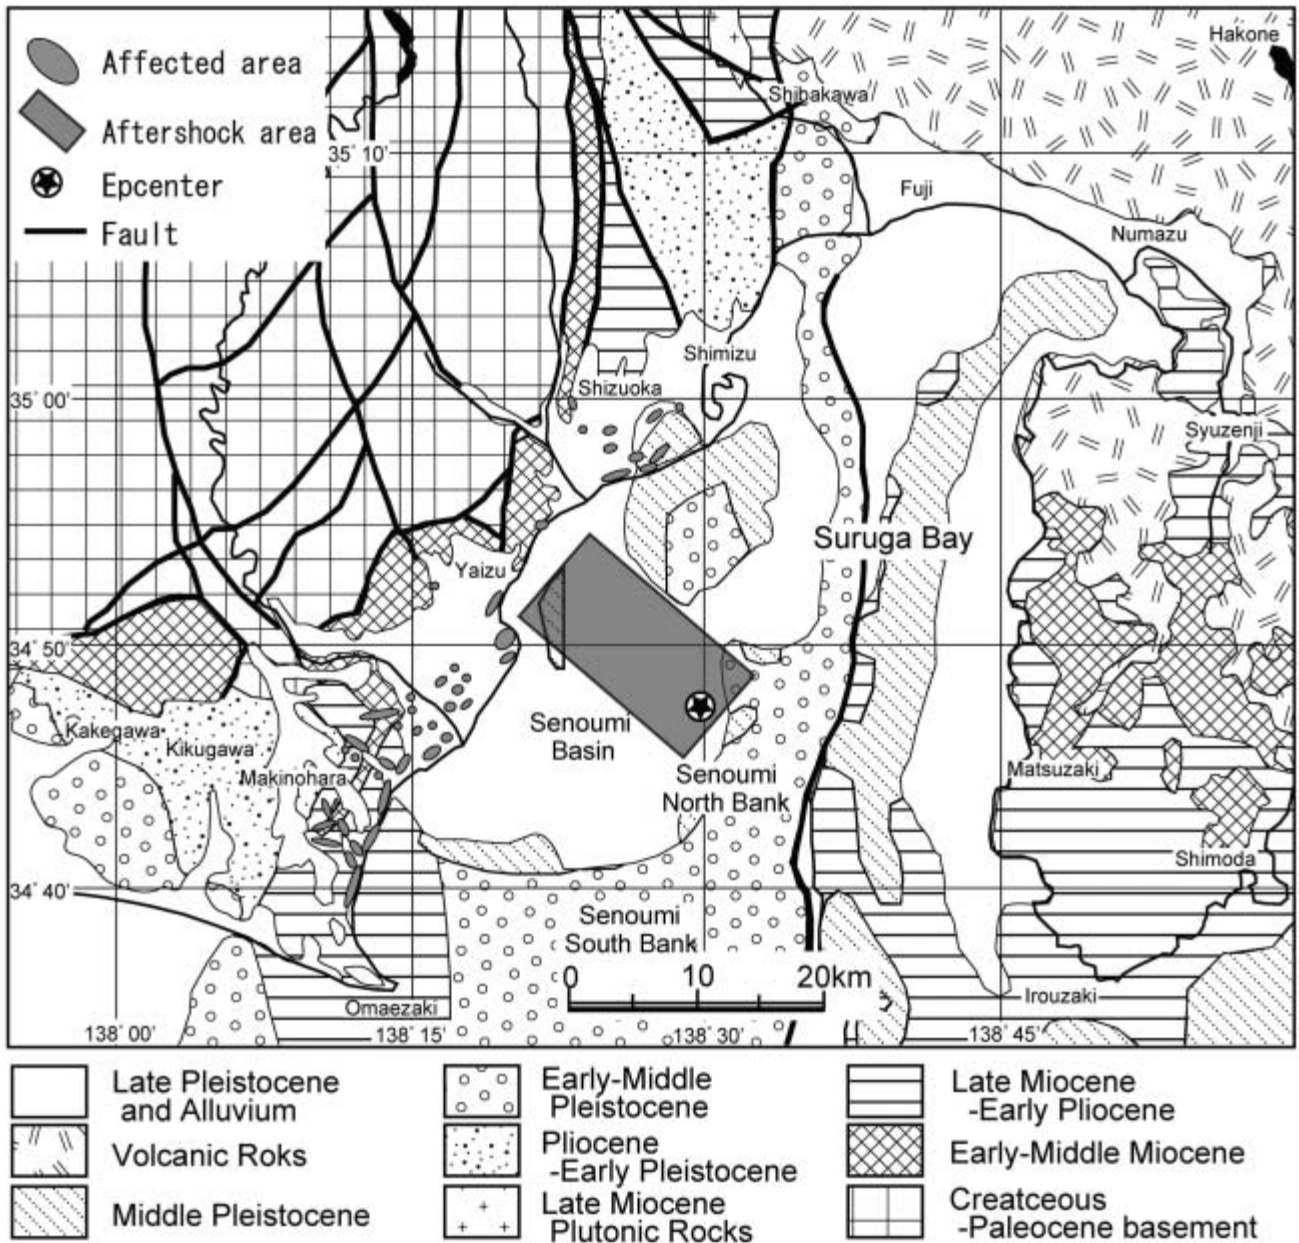 Affected area
Aftershock area
Epcenter
Fault
Hakone
Shibakawa
35° 10'
Fuji
Numazu
Shimizu
Shizuoka
35° 00'
Syuzenji
Suruga Bay
Yaizu
34° 50'
Senoumi
Basin
Kakegawa
Kikugawa
Makinohara
Senoumi
North Bank
Matsuzaki
Shimoda
34° 40'
Senoumi
South Bank
0 10 20km
Omaezaki
Irouzaki
138° 00' 138° 15' 138° 30' 138° 45'
Late Pleistocene
and Alluvium
Volcanic Roks
Middle Pleistocene
Early-Middle
Pleistocene
Pliocene
-Early Pleistocene
Late Miocene
Plutonic Rocks
Late Miocene
-Early Pliocene
Early-Middle Miocene
Creatceous
-Paleocene basement